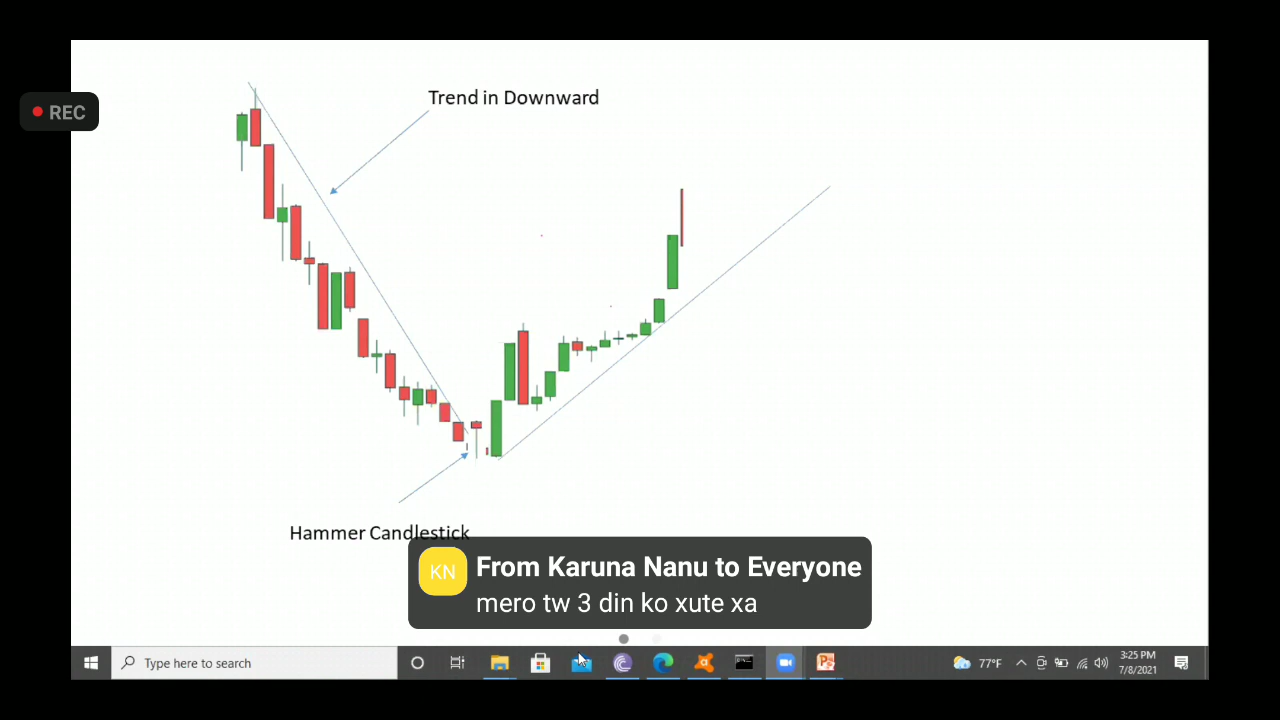 Trend in Downward
REC
Hammer Candlestick
KN
From Karuna Nanu to Everyone
mero tw 3 din ko xute xa
Type here to search
77°F
3:25 PM
7/8/2021